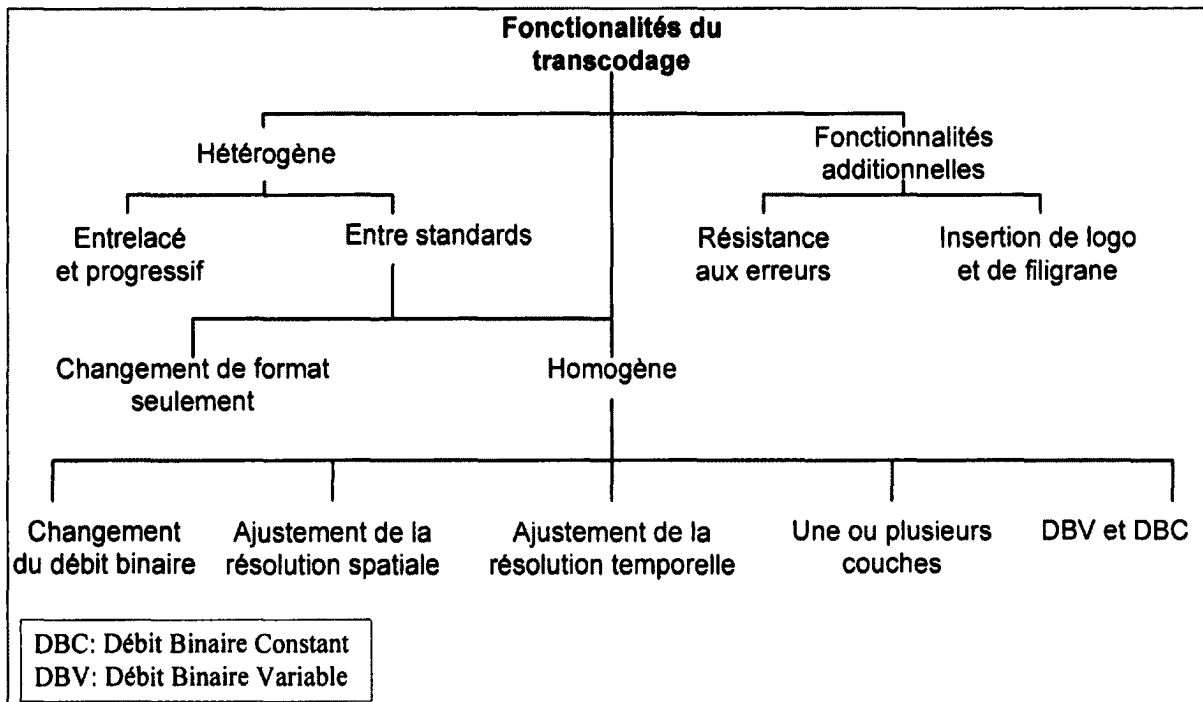 Fonctionalités du
transcodage
Hétérogène
Fonctionnalités
additionnelles
Entrelacé
et progressif
Entre standards
Résistance
aux erreurs
Insertion de logo
et de filigrane
Changement de format
seulement
Homogène
Changement
du débit binaire
Ajustement de la
résolution spatiale
Ajustement de la
résolution temporelle
Une ou plusieurs
couches
DBV et DBC
DBC: Débit Binaire Constant
DBV: Débit Binaire Variable